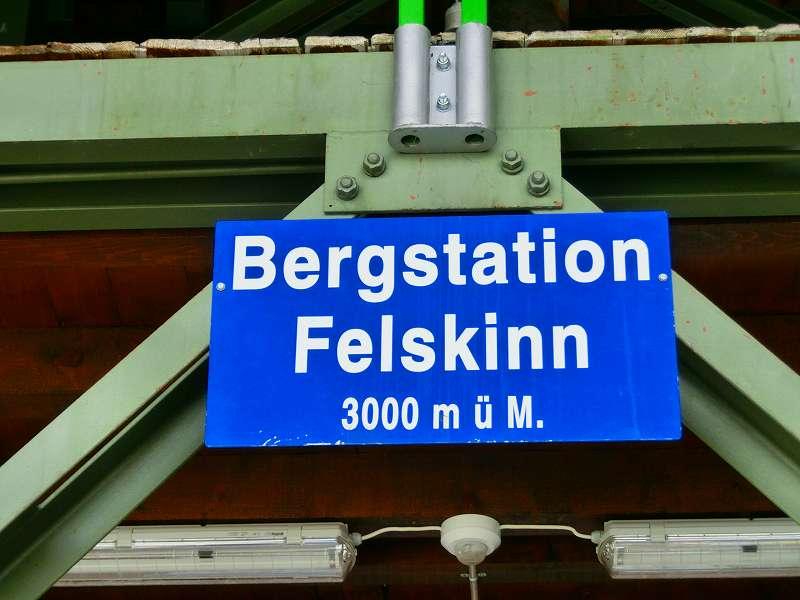 Bergstation
Felskinn
3000 m ü M.